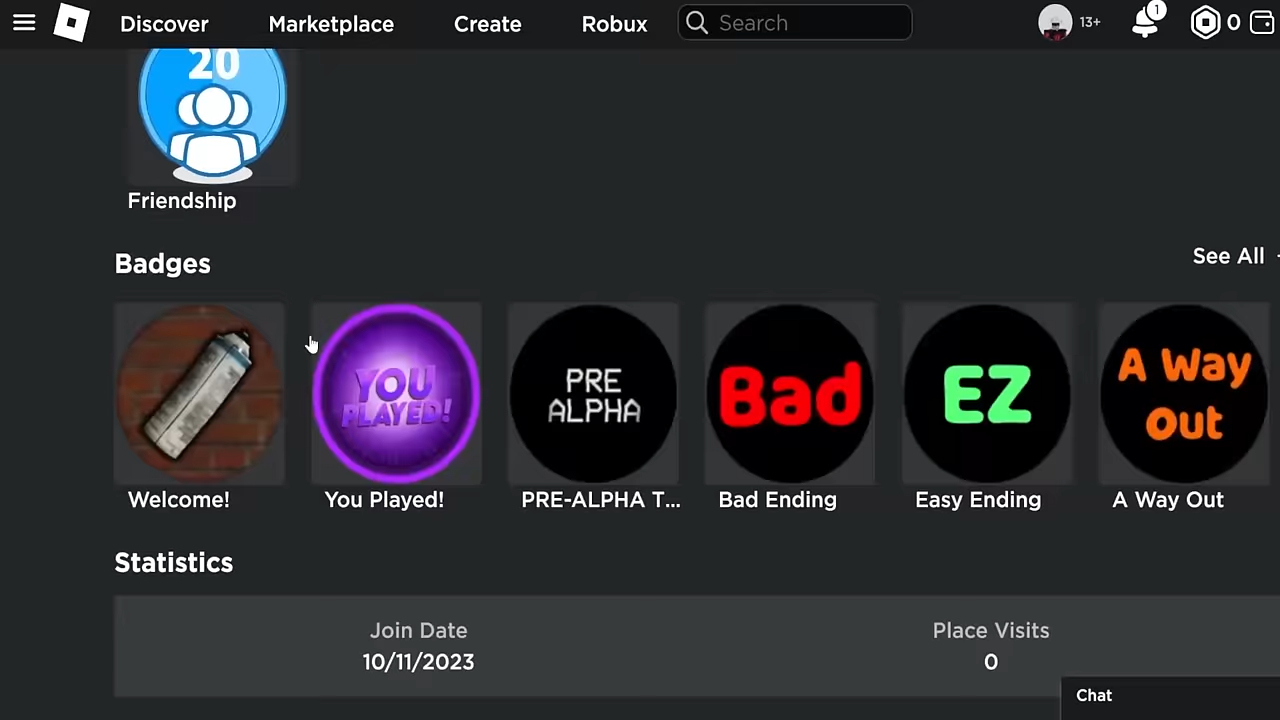 Discover Marketplace Create Robux Search 13+ 1 0
20
Friendship
Badges See All
YOU PLAYED!
PRE ALPHA
Bad
EZ
A Way Out
Welcome! You Played! PRE-ALPHA T... Bad Ending Easy Ending A Way Out
Statistics
Join Date Place Visits
10/11/2023 0
Chat